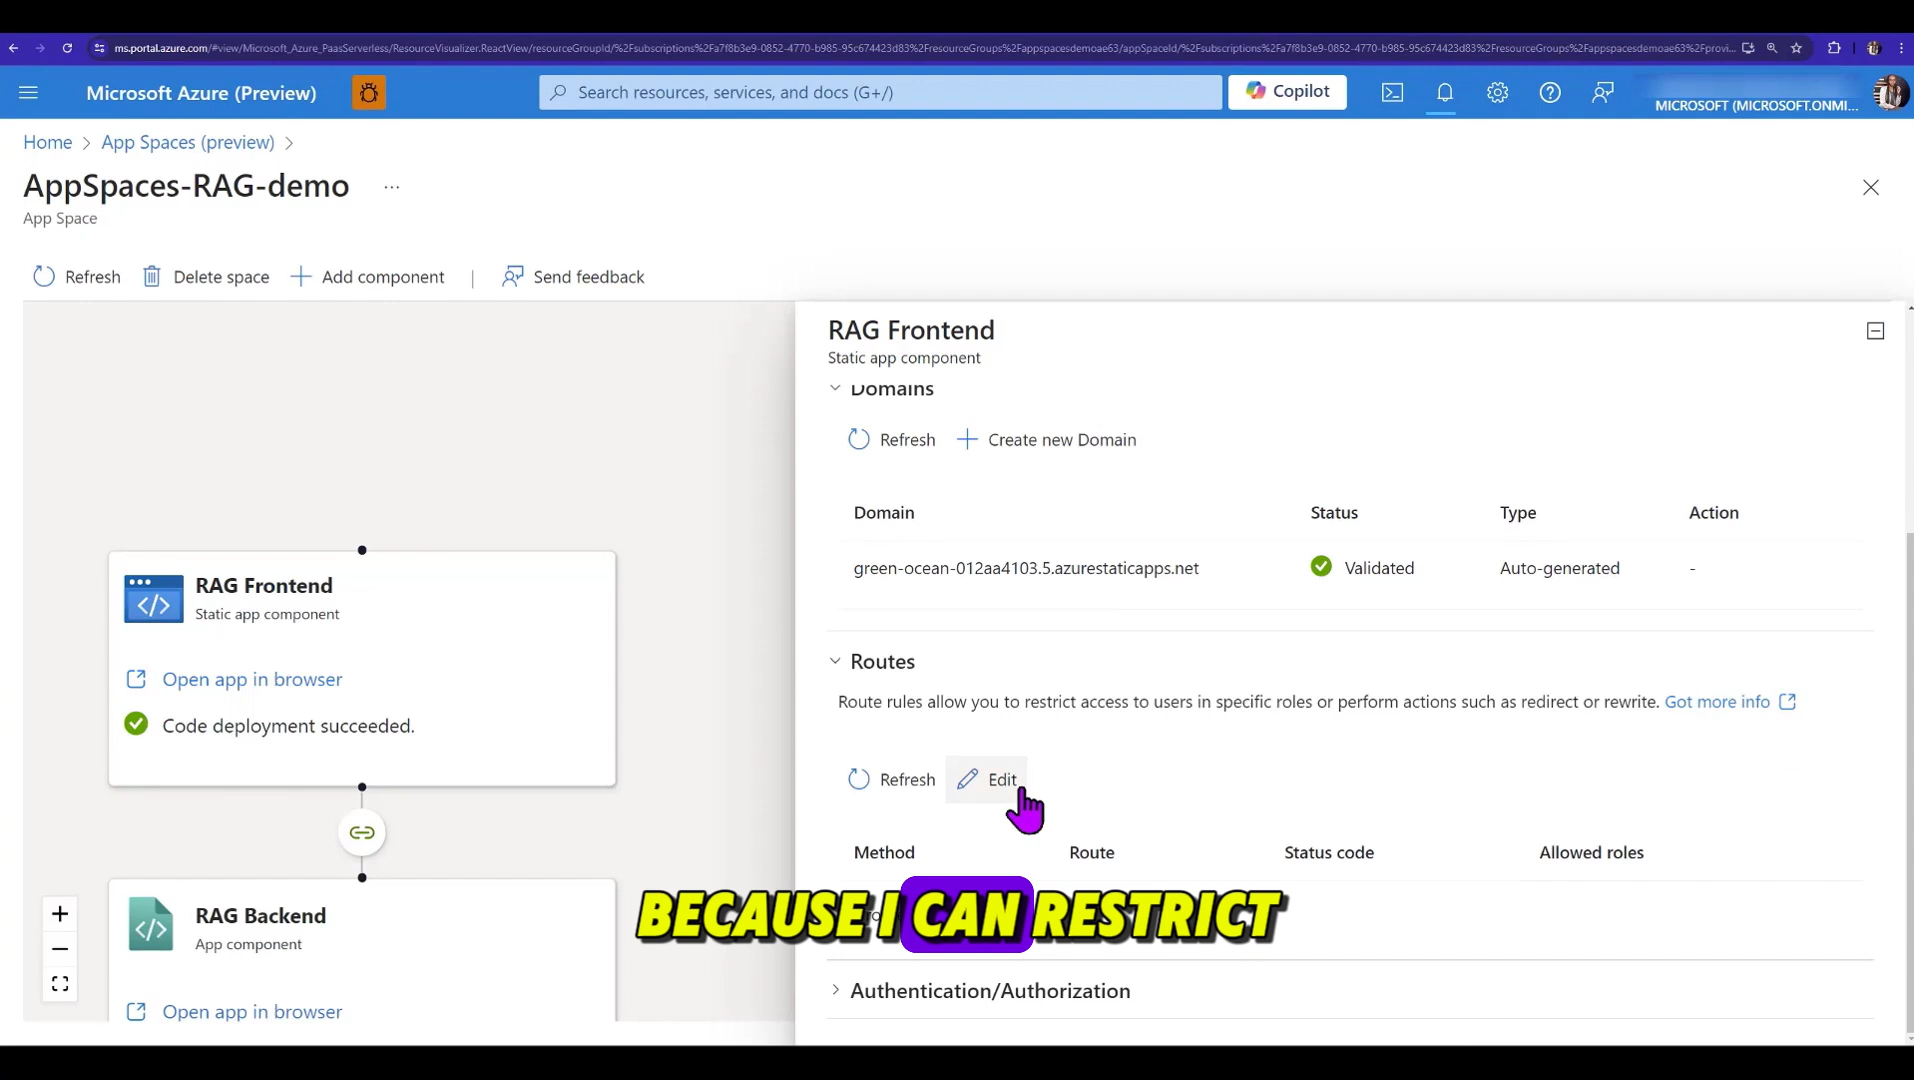 ms.portal.azure.com/#view/Microsoft_Azure_PaasServerless/ResourceVisualizer.ReactView/resourceGroupId/%2Fsubscriptions%2Fa7f8b3e9-0852-4770-b985-95c674423d83%2FresourceGroups%2Fappspacesdemoae63/appSpaceId/%2Fsubscriptions%2Fa7f8b3e9-0852-4770-b985-95c674423d83%2FresourceGroups%2Fappspacesdemoae63%2Fprovi...
Microsoft Azure (Preview)
Search resources, services, and docs (G+/)
Copilot
MICROSOFT (MICROSOFT.ONMI...
Home > App Spaces (preview) >
AppSpaces-RAG-demo ...
App Space
Refresh Delete space Add component | Send feedback
RAG Frontend
Static app component
Open app in browser
Code deployment succeeded.
RAG Backend
App component
Open app in browser
RAG Frontend
Static app component
Domains
Refresh Create new Domain
Domain Status Type Action
green-ocean-012aa4103.5.azurestaticapps.net Validated Auto-generated -
Routes
Route rules allow you to restrict access to users in specific roles or perform actions such as redirect or rewrite. Got more info
Refresh Edit
Method Route Status code Allowed roles
BECAUSE I CAN RESTRICT
Authentication/Authorization